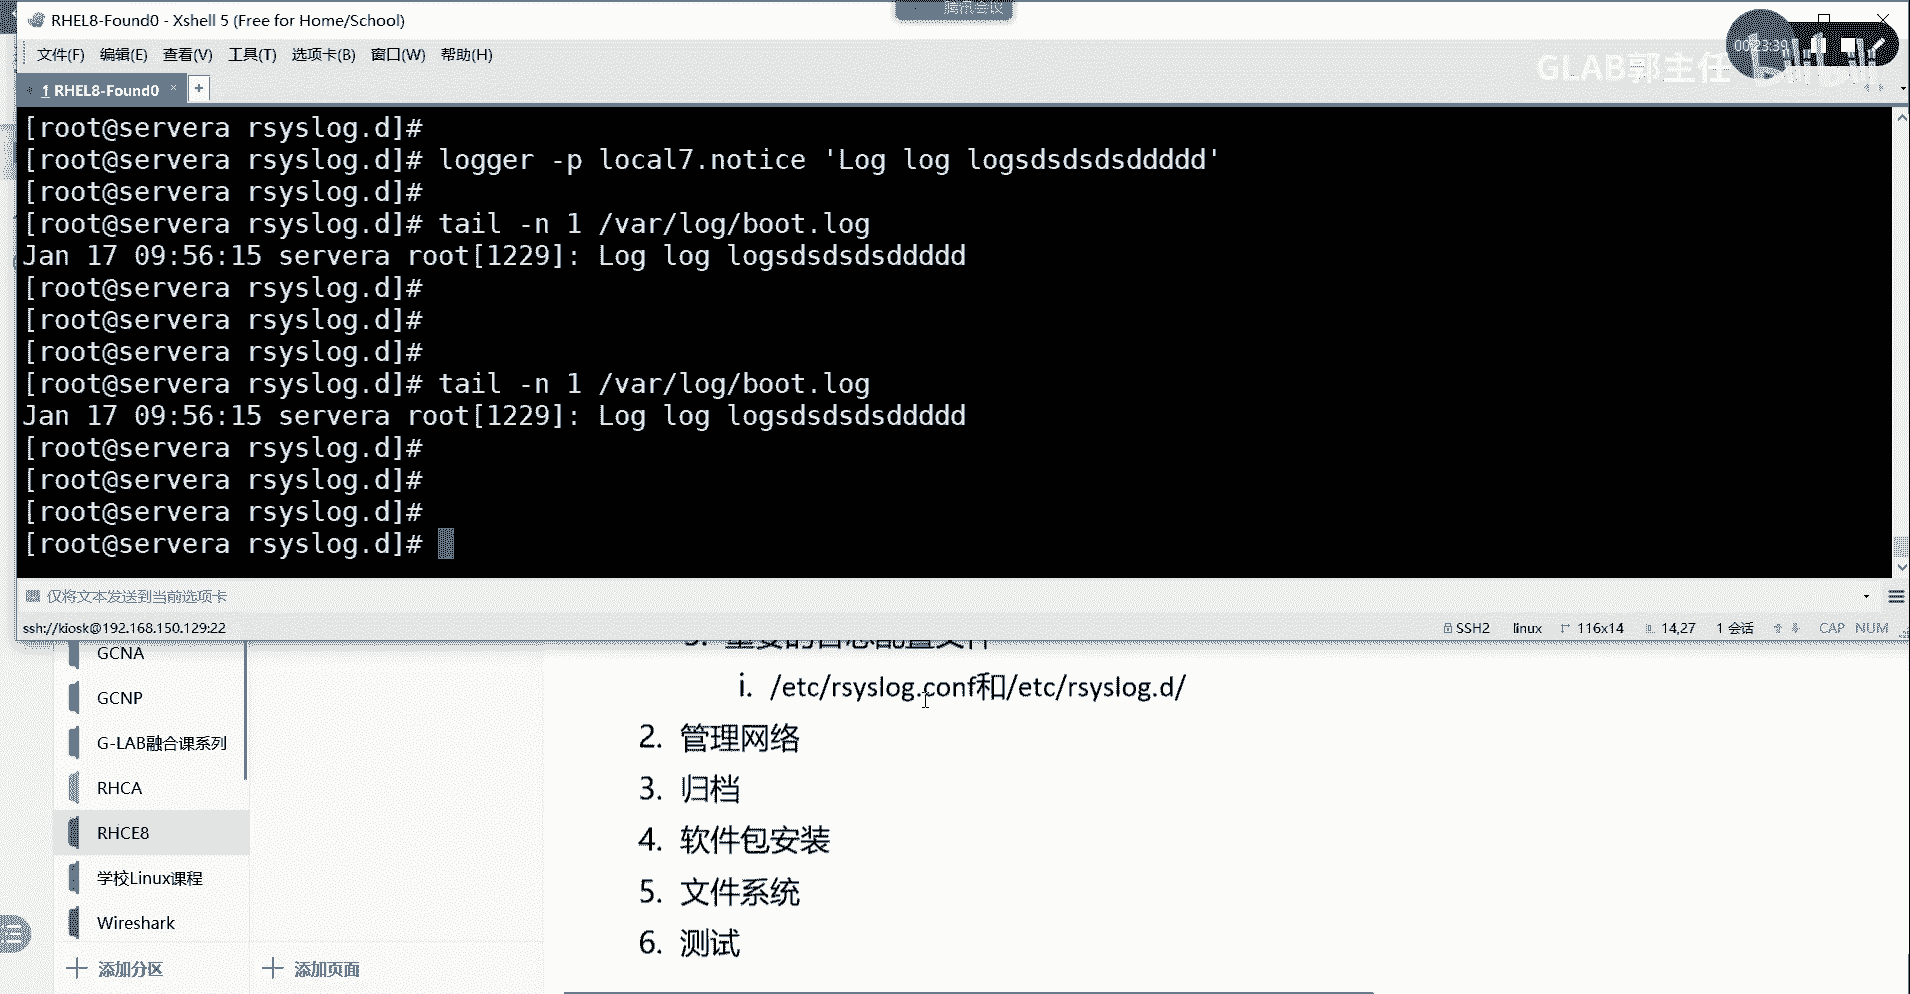 RHEL8-Found0 - Xshell 5 (Free for Home/School)
腾讯会议
00:23:39
文件(F) 编辑(E) 查看(V) 工具(T) 选项卡(B) 窗口(W) 帮助(H)
GLAB郭主任
1 RHEL8-Found0 × +
[root@servera rsyslog.d]#
[root@servera rsyslog.d]# logger -p local7.notice 'Log log logsdsdsdsddddd'
[root@servera rsyslog.d]#
[root@servera rsyslog.d]# tail -n 1 /var/log/boot.log
Jan 17 09:56:15 servera root[1229]: Log log logsdsdsdsddddd
[root@servera rsyslog.d]#
[root@servera rsyslog.d]#
[root@servera rsyslog.d]#
[root@servera rsyslog.d]# tail -n 1 /var/log/boot.log
Jan 17 09:56:15 servera root[1229]: Log log logsdsdsdsddddd
[root@servera rsyslog.d]#
[root@servera rsyslog.d]#
[root@servera rsyslog.d]#
[root@servera rsyslog.d]#
仅将文本发送到当前选项卡
ssh://kiosk@192.168.150.129:22 SSH2 linux 116x14 14,27 1 会话 CAP NUM
重要的日志配置文件
i. /etc/rsyslog.conf和/etc/rsyslog.d/
2. 管理网络
3. 归档
4. 软件包安装
5. 文件系统
6. 测试
GCNA
GCNP
G-LAB融合课系列
RHCA
RHCE8
学校Linux课程
Wireshark
添加分区
添加页面